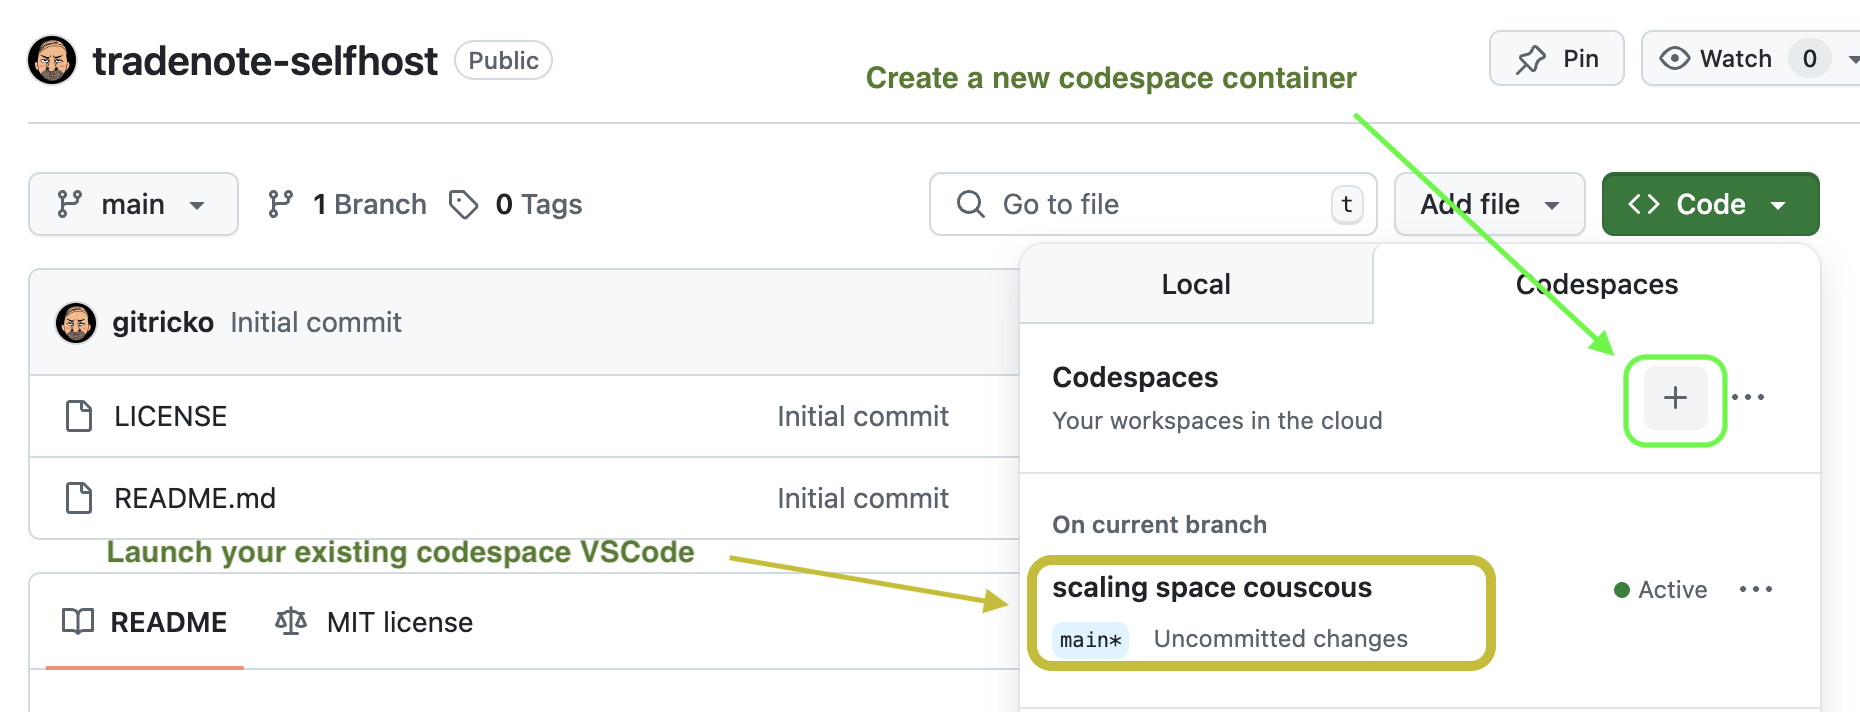 tradenote-selfhost Public
Create a new codespace container
Pin
Watch 0
main
1 Branch
0 Tags
Go to file t
Add file
Code
Local
Codespaces
gitricko Initial commit
LICENSE Initial commit
README.md Initial commit
Codespaces
Your workspaces in the cloud
On current branch
Launch your existing codespace VSCode
scaling space couscous
Active
main* Uncommitted changes
README
MIT license